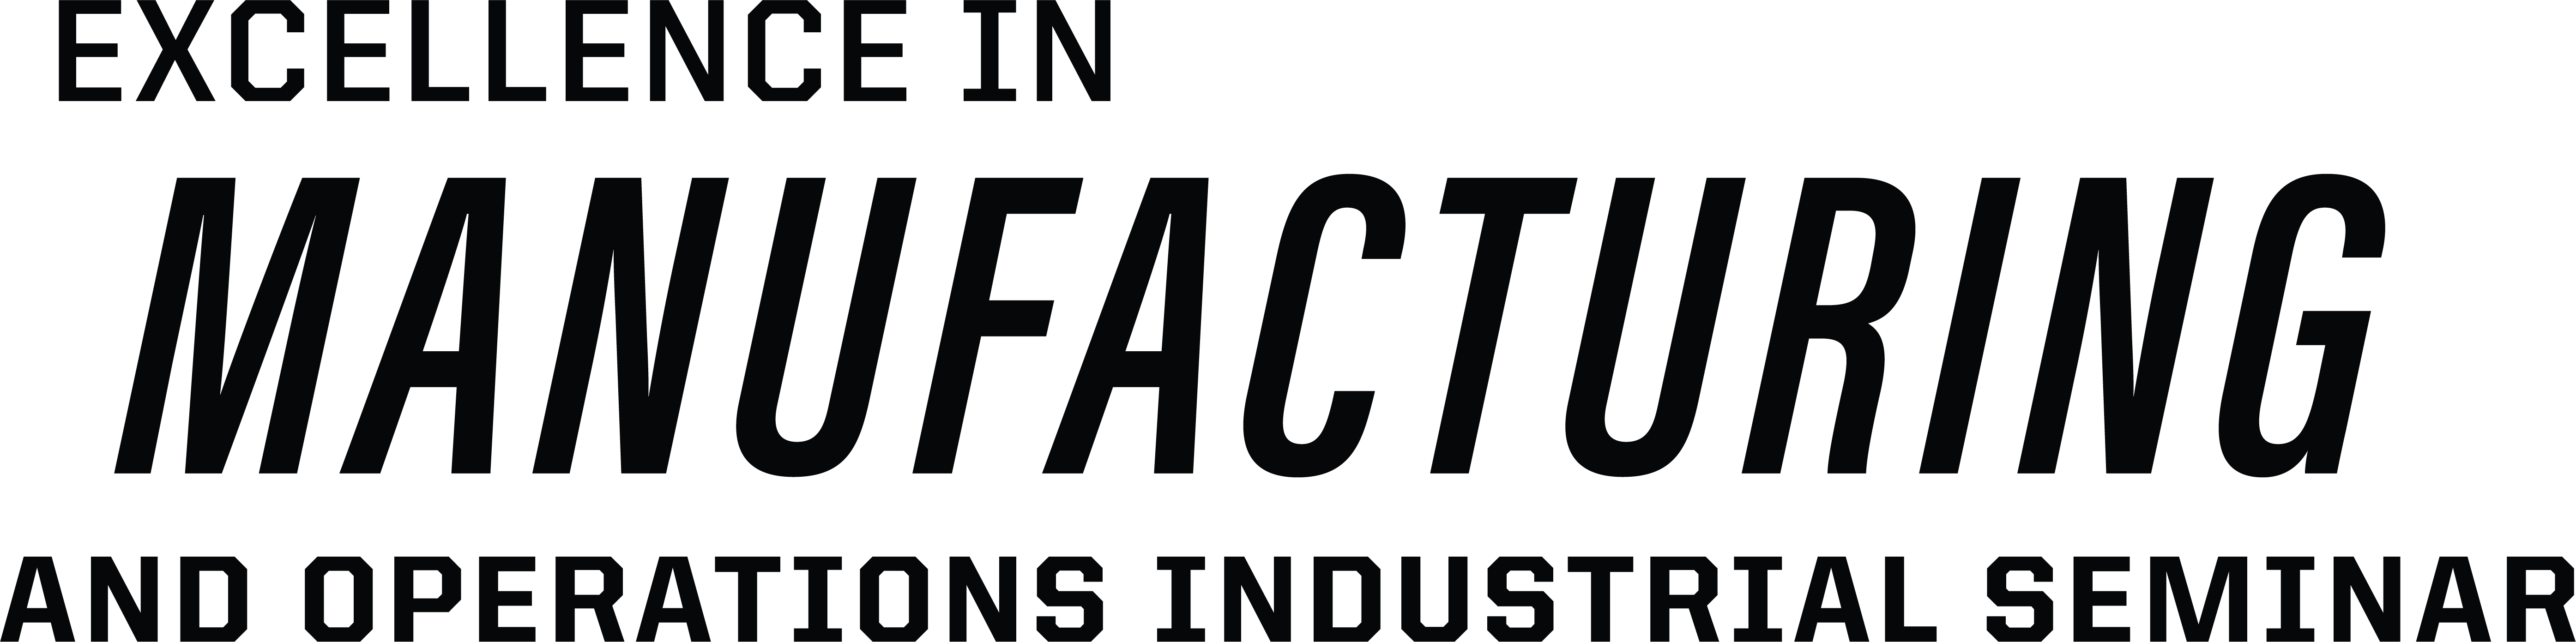 EXCELLENCE IN
MANUFACTURING
AND OPERATIONS INDUSTRIAL SEMINAR